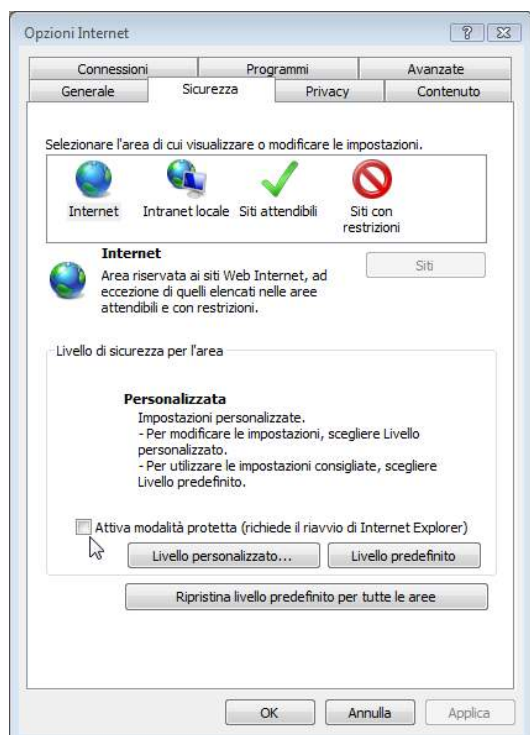 Opzioni Internet
Connessioni Programmi Avanzate
Generale Sicurezza Privacy Contenuto
Selezionare l'area di cui visualizzare o modificare le impostazioni.
Internet Intranet locale Siti attendibili Siti con
restrizioni
Internet
Siti
Area riservata ai siti Web Internet, ad
eccezione di quelli elencati nelle aree
attendibili e con restrizioni.
Livello di sicurezza per l'area
Personalizzata
Impostazioni personalizzate.
- Per modificare le impostazioni, scegliere Livello
personalizzato.
- Per utilizzare le impostazioni consigliate, scegliere
Livello predefinito.
Attiva modalità protetta (richiede il riavvio di Internet Explorer)
Livello personalizzato... Livello predefinito
Ripristina livello predefinito per tutte le aree
OK Annulla Applica